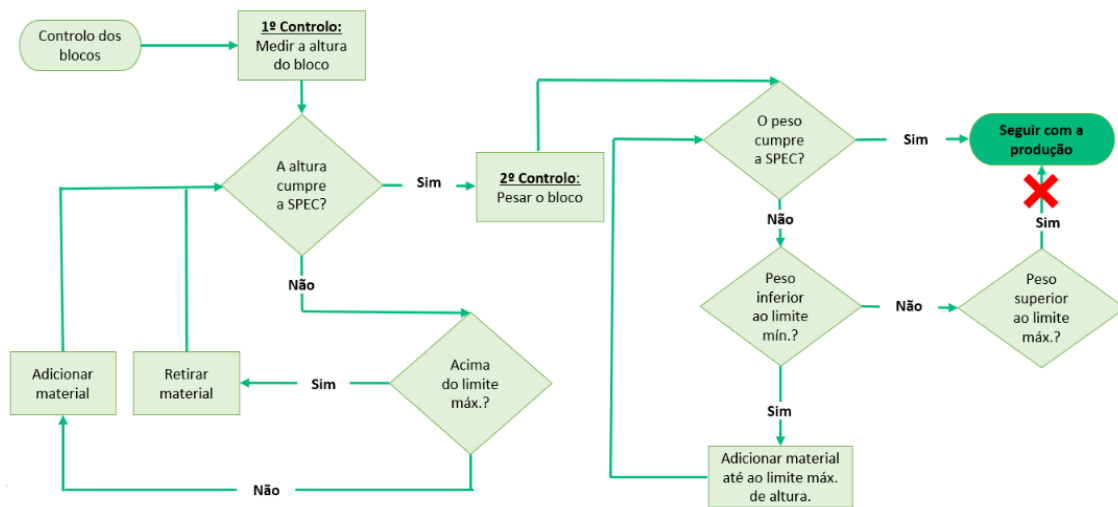 Controlo dos
blocos
1º Controlo:
Medir a altura
do bloco
A altura
cumpre
a SPEC?
Sim
2º Controlo:
Pesar o bloco
Não
Acima
do limite
máx.?
Sim
Retirar
material
Adicionar
material
Não
O peso
cumpre
a SPEC?
Sim
Seguir com a
produção
Não
Peso
inferior
ao limite
mín.?
Não
Peso
superior
ao limite
máx.?
Sim
Sim
Adicionar material
até ao limite máx.
de altura.